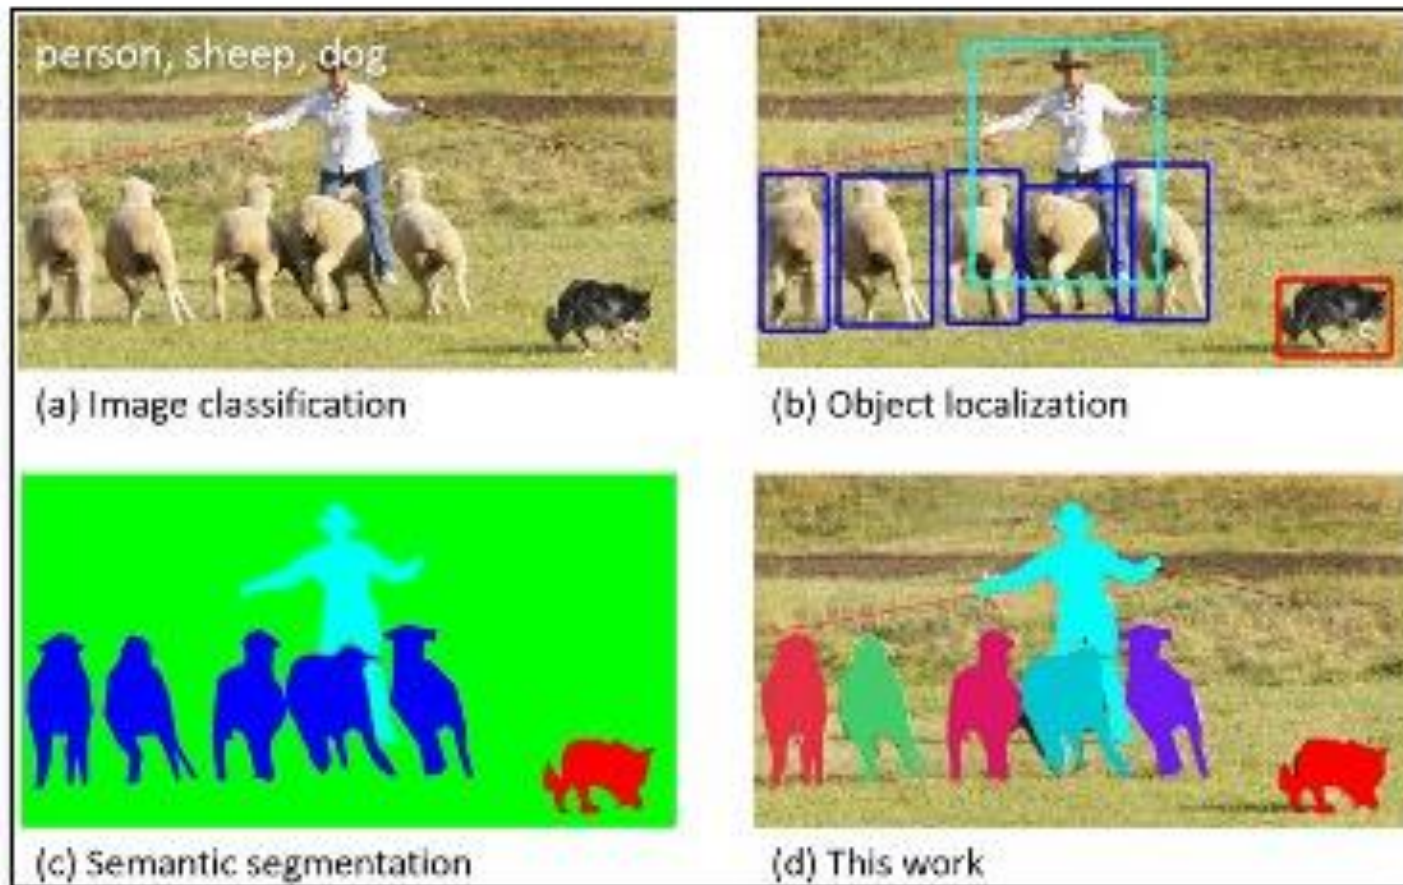 person, sheep, dog
(a) Image classification
(b) Object localization
(c) Semantic segmentation
(d) This work